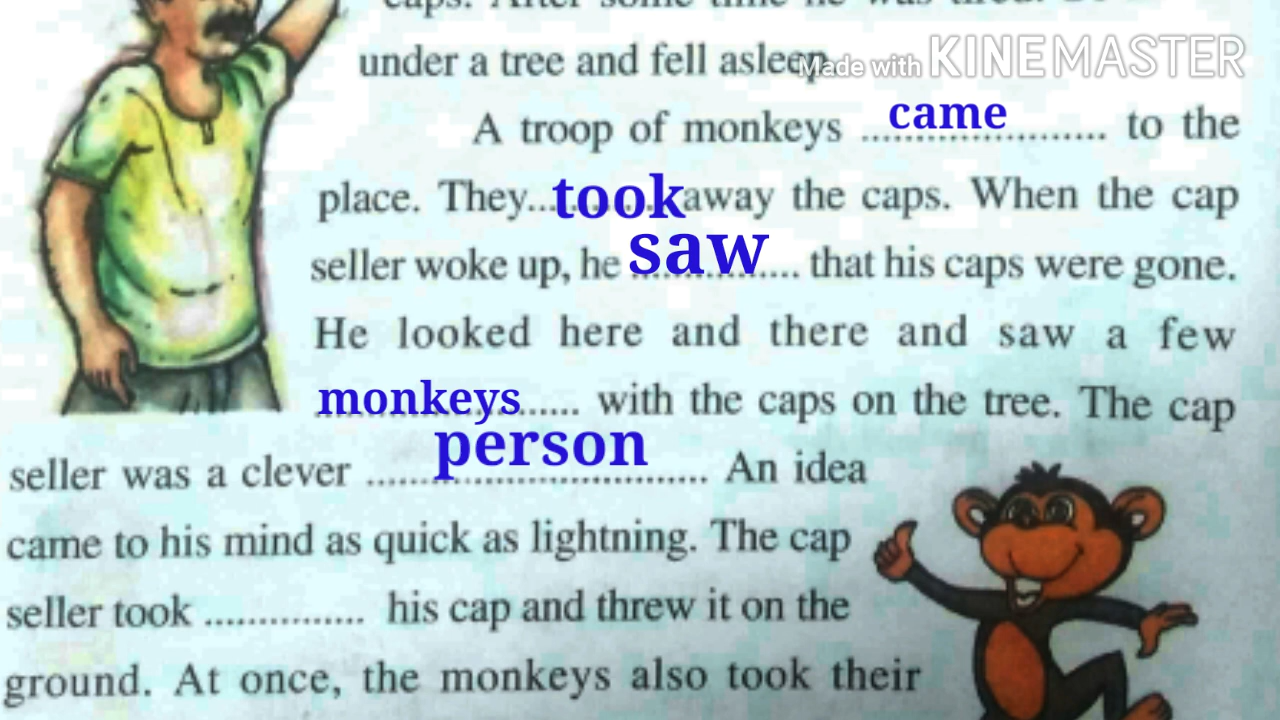 under a tree and fell asleep
Made with KINEMASTER
A troop of monkeys ...came... to the
place. They...took...away the caps. When the cap
seller woke up, he ...saw... that his caps were gone.
He looked here and there and saw a few
...monkeys... with the caps on the tree. The cap
seller was a clever ...person... An idea
came to his mind as quick as lightning. The cap
seller took ............... his cap and threw it on the
ground. At once, the monkeys also took their